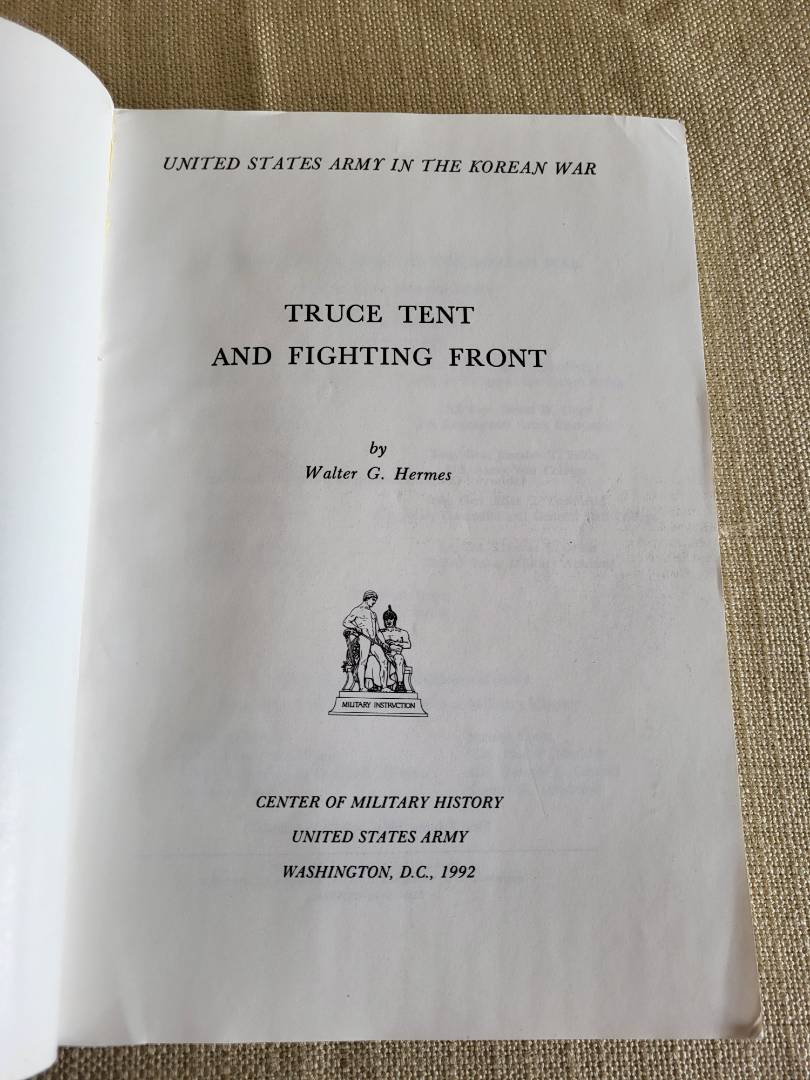 UNITED STATES ARMY IN THE KOREAN WAR
TRUCE TENT
AND FIGHTING FRONT
by
Walter G. Hermes
MILITARY INSTRVCTION
CENTER OF MILITARY HISTORY
UNITED STATES ARMY
WASHINGTON, D.C., 1992